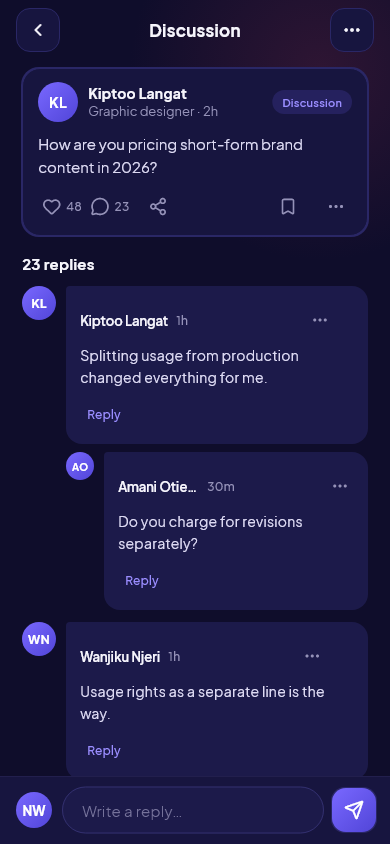 Discussion
KL
Kiptoo Langat
Graphic designer · 2h
Discussion
How are you pricing short-form brand
content in 2026?
48
23
23 replies
KL
Kiptoo Langat 1h
Splitting usage from production
changed everything for me.
Reply
AO
Amani Otie... 30m
Do you charge for revisions
separately?
Reply
WN
Wanjiku Njeri 1h
Usage rights as a separate line is the
way.
Reply
NW
Write a reply...